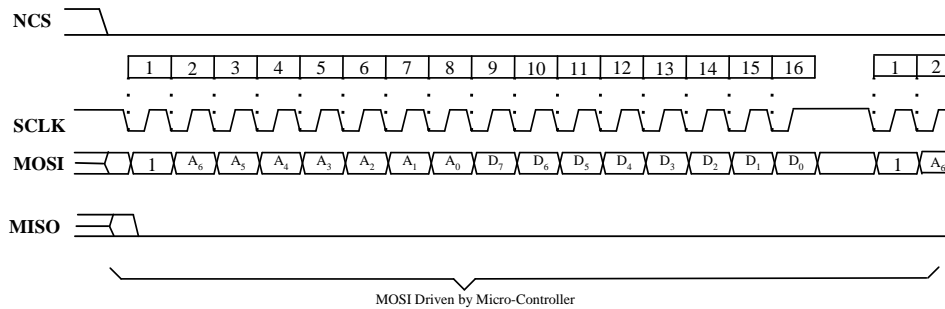 NCS
1 2 3 4 5 6 7 8 9 10 11 12 13 14 15 16 1 2
SCLK
MOSI 1 A₆ A₅ A₄ A₃ A₂ A₁ A₀ D₇ D₆ D₅ D₄ D₃ D₂ D₁ D₀ 1 A₆
MISO
MOSI Driven by Micro-Controller